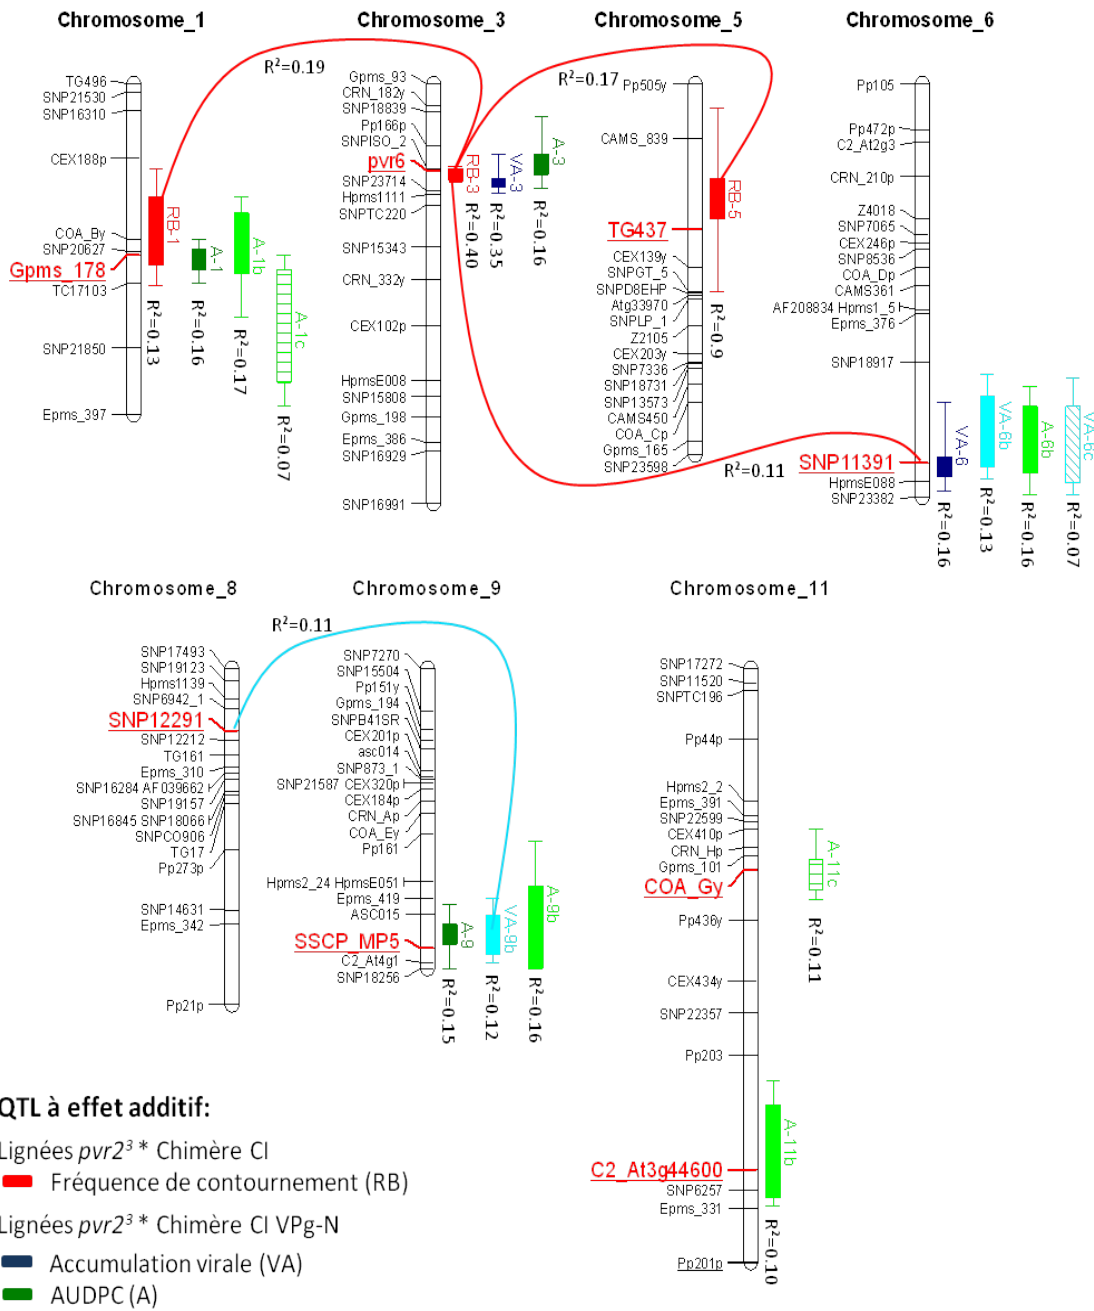 Chromosome_1
Chromosome_3
Chromosome_5
Chromosome_6
R²=0.19
R²=0.17
TG496
SNP21530
SNP16310
CEX188p
COA_By
SNP20627
Gpms_178
TC17103
SNP21850
Epms_397
RB-1
R²=0.13
A-1
R²=0.16
A-1b
R²=0.17
A-1c
R²=0.07
Gpms_93
CRN_182y
SNP18839
Pp166p
SNPISO_2
pvr6
SNP23714
Hpms1111
SNPTC220
SNP15343
CRN_332y
CEX102p
HpmsE008
SNP15808
Gpms_198
Epms_386
SNP16929
SNP16991
RB-3
R²=0.40
VA-3
R²=0.35
A-3
R²=0.16
Pp505y
CAMS_839
TG437
CEX139y
SNPGT_5
SNPD8EHP
Atg33970
SNPLP_1
Z2105
CEX203y
SNP7336
SNP18731
SNP13573
CAMS450
COA_Cp
Gpms_165
SNP23598
RB-5
R²=0.9
R²=0.11
Pp105
Pp472p
C2_At2g3
CRN_210p
Z4018
SNP7065
CEX246p
SNP8536
COA_Dp
CAMS361
AF208834 Hpms1_5
Epms_376
SNP18917
SNP11391
HpmsE088
SNP23382
VA-6
R²=0.16
VA-6b
R²=0.13
A-6b
R²=0.16
VA-6c
R²=0.07
Chromosome_8
Chromosome_9
Chromosome_11
R²=0.11
SNP17493
SNP19123
Hpms1139
SNP6942_1
SNP12291
SNP12212
TG161
Epms_310
SNP16284 AF039662
SNP19157
SNP16845 SNP18066
SNPCO906
TG17
Pp273p
SNP14631
Epms_342
Pp21p
SNP7270
SNP15504
Pp151y
Gpms_194
SNPB41SR
CEX201p
asc014
SNP873_1
SNP21587 CEX320p
CEX184p
CRN_Ap
COA_Ey
Pp161
Hpms2_24 HpmsE051
Epms_419
ASC015
SSCP_MP5
C2_At4g1
SNP18256
A-9
R²=0.15
VA-9b
R²=0.12
A-9b
R²=0.16
SNP17272
SNP11520
SNPTC196
Pp44p
Hpms2_2
Epms_391
SNP22599
CEX410p
CRN_Hp
Gpms_101
COA_Gy
Pp436y
CEX434y
SNP22357
Pp203
C2_At3g44600
SNP6257
Epms_331
Pp201p
A-11c
R²=0.11
A-11b
R²=0.10
QTL à effet additif:
Lignées pvr2³ * Chimère CI
Fréquence de contournement (RB)
Lignées pvr2³ * Chimère CI VPg-N
Accumulation virale (VA)
AUDPC (A)